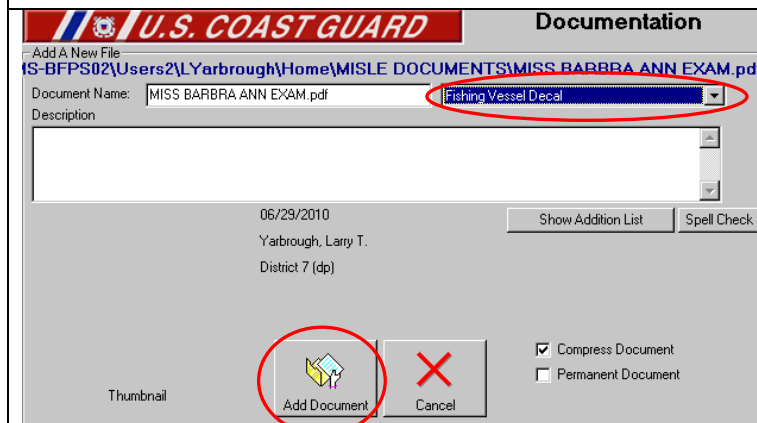 U.S. COAST GUARD
Documentation
Add A New File
IS-BFPS02\Users2\LYarbrough\Home\MISLE DOCUMENTS\MISS BARBRA ANN EXAM.pd
Document Name: MISS BARBRA ANN EXAM.pdf Fishing Vessel Decal
Description
06/29/2010
Show Addition List Spell Check
Yarbrough, Larry T.
District 7 (dp)
Compress Document
Permanent Document
Thumbnail
Add Document Cancel